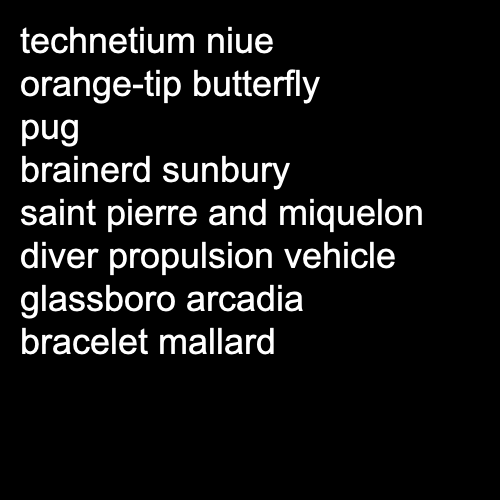 technetium niue
orange-tip butterfly
pug
brainerd sunbury
saint pierre and miquelon
diver propulsion vehicle
glassboro arcadia
bracelet mallard